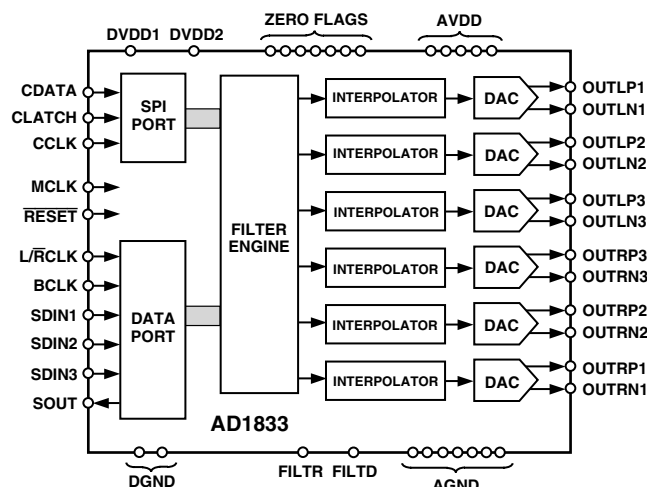 DVDD1 DVDD2 ZERO FLAGS AVDD
CDATA
CLATCH
CCLK
MCLK
RESET
L/RCLK
BCLK
SDIN1
SDIN2
SDIN3
SOUT
SPI
PORT
DATA
PORT
FILTER
ENGINE
INTERPOLATOR DAC OUTLP1
OUTLN1
INTERPOLATOR DAC OUTLP2
OUTLN2
INTERPOLATOR DAC OUTLP3
OUTLN3
INTERPOLATOR DAC OUTRP3
OUTRN3
INTERPOLATOR DAC OUTRP2
OUTRN2
INTERPOLATOR DAC OUTRP1
OUTRN1
AD1833
DGND FILTR FILTD AGND